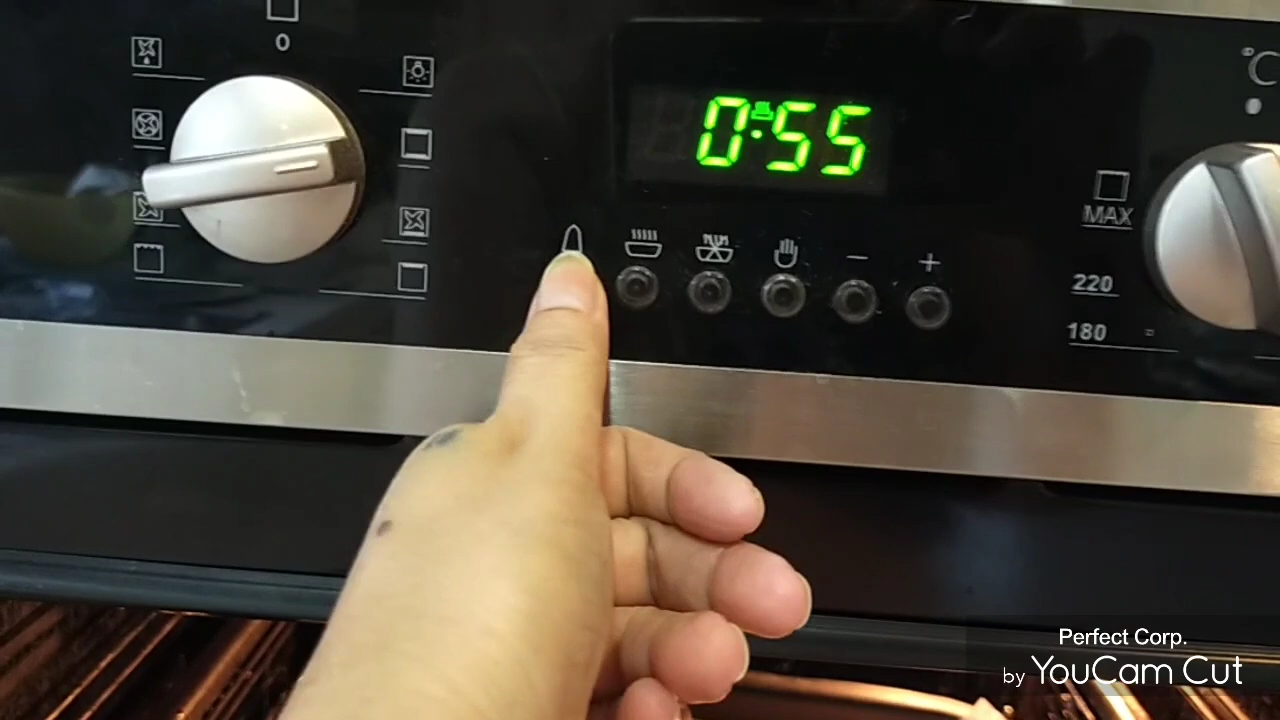 0
0:55
°C
MAX
220
180
− +
Perfect Corp.
by YouCam Cut